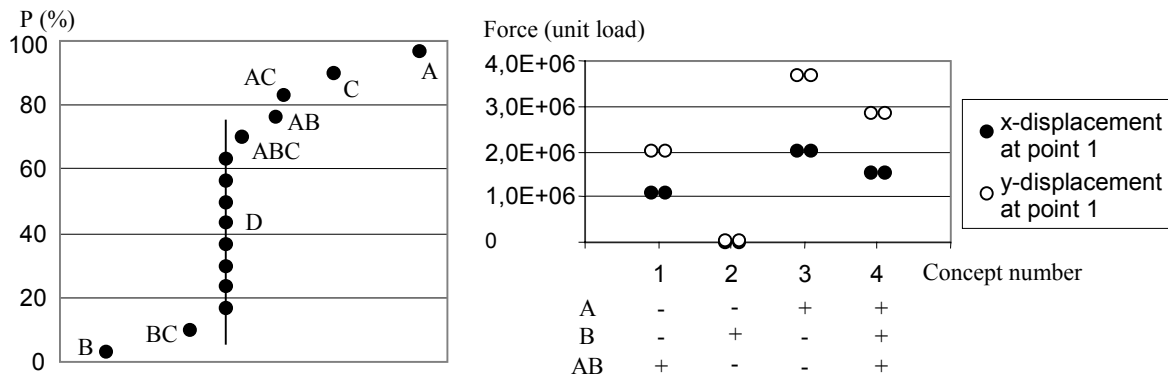 P (%)
100
80
60
40
20
0
A
C
AC
AB
ABC
D
BC
B
Force (unit load)
4,0E+06
3,0E+06
2,0E+06
1,0E+06
0
1 2 3 4 Concept number
A - - + +
B - + - +
AB + - - +
x-displacement
at point 1
y-displacement
at point 1